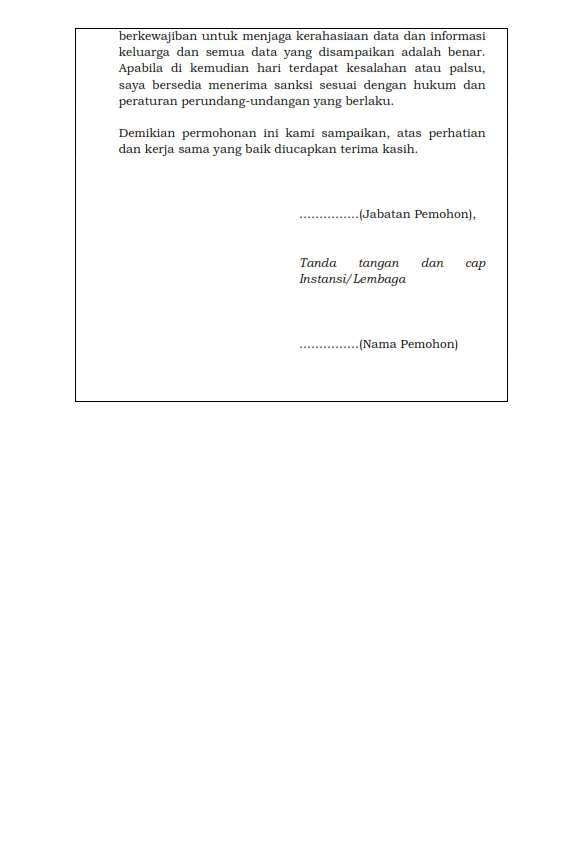 berkewajiban untuk menjaga kerahasiaan data dan informasi
keluarga dan semua data yang disampaikan adalah benar.
Apabila di kemudian hari terdapat kesalahan atau palsu,
saya bersedia menerima sanksi sesuai dengan hukum dan
peraturan perundang-undangan yang berlaku.
Demikian permohonan ini kami sampaikan, atas perhatian
dan kerja sama yang baik diucapkan terima kasih.
...............(Jabatan Pemohon),
Tanda tangan dan cap
Instansi/Lembaga
...............(Nama Pemohon)